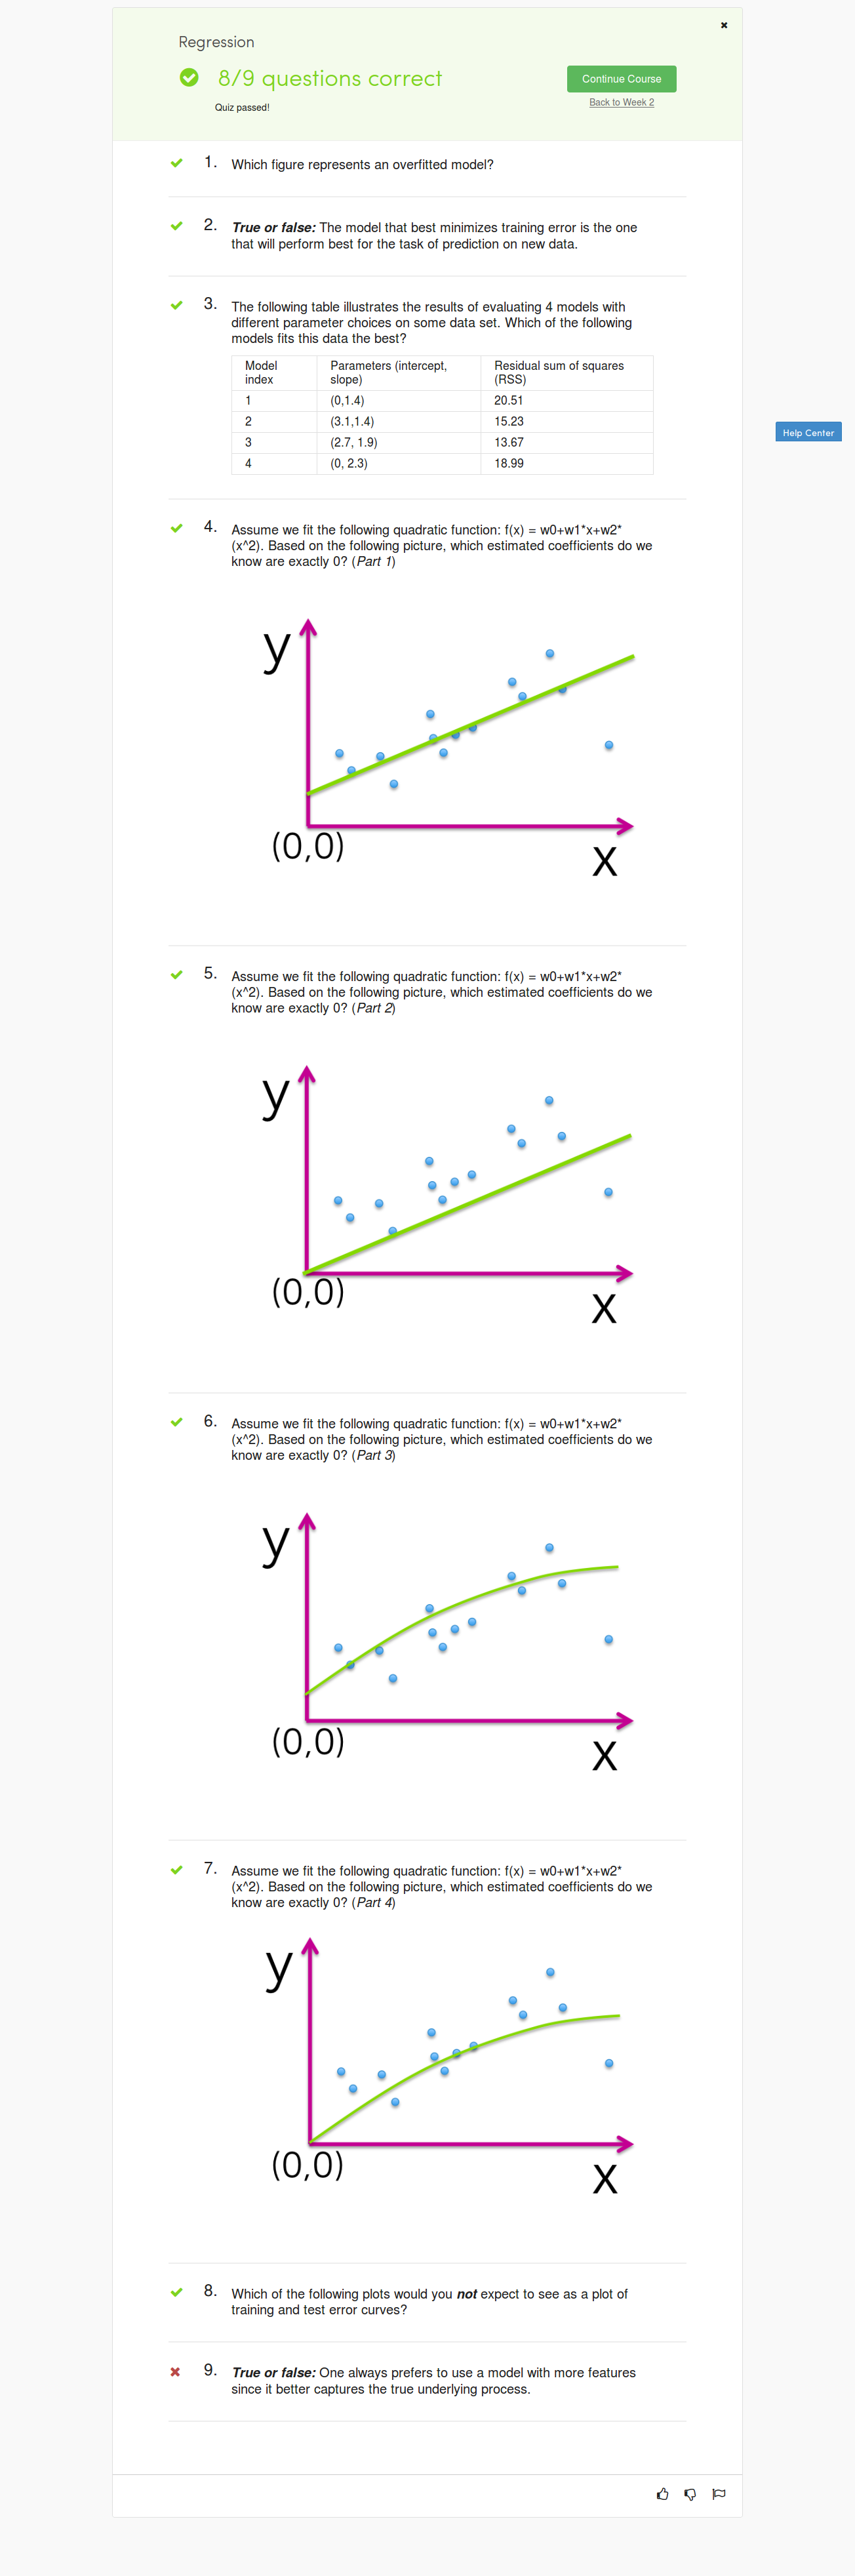 Regression
8/9 questions correct
Quiz passed!
Continue Course
Back to Week 2
1. Which figure represents an overfitted model?
2. True or false: The model that best minimizes training error is the one
that will perform best for the task of prediction on new data.
3. The following table illustrates the results of evaluating 4 models with
different parameter choices on some data set. Which of the following
models fits this data the best?
Model index Parameters (intercept, slope) Residual sum of squares (RSS)
1 (0,1.4) 20.51
2 (3.1,1.4) 15.23
3 (2.7, 1.9) 13.67
4 (0, 2.3) 18.99
Help Center
4. Assume we fit the following quadratic function: f(x) = w0+w1*x+w2*
(x^2). Based on the following picture, which estimated coefficients do we
know are exactly 0? (Part 1)
y
(0,0)
x
5. Assume we fit the following quadratic function: f(x) = w0+w1*x+w2*
(x^2). Based on the following picture, which estimated coefficients do we
know are exactly 0? (Part 2)
y
(0,0)
x
6. Assume we fit the following quadratic function: f(x) = w0+w1*x+w2*
(x^2). Based on the following picture, which estimated coefficients do we
know are exactly 0? (Part 3)
y
(0,0)
x
7. Assume we fit the following quadratic function: f(x) = w0+w1*x+w2*
(x^2). Based on the following picture, which estimated coefficients do we
know are exactly 0? (Part 4)
y
(0,0)
x
8. Which of the following plots would you not expect to see as a plot of
training and test error curves?
9. True or false: One always prefers to use a model with more features
since it better captures the true underlying process.